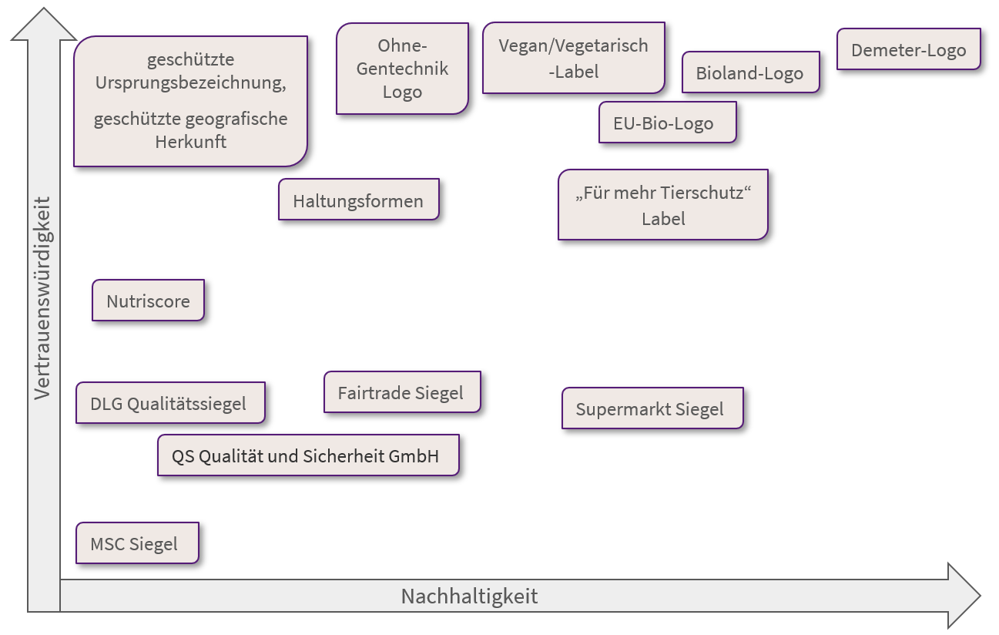 geschützte
Ursprungsbezeichnung,
geschützte geografische
Herkunft
Ohne-
Gentechnik
Logo
Vegan/Vegetarisch
-Label
Bioland-Logo
Demeter-Logo
EU-Bio-Logo
Haltungsformen
„Für mehr Tierschutz“
Label
Nutriscore
Vertrauenswürdigkeit
DLG Qualitätssiegel
Fairtrade Siegel
Supermarkt Siegel
QS Qualität und Sicherheit GmbH
MSC Siegel
Nachhaltigkeit